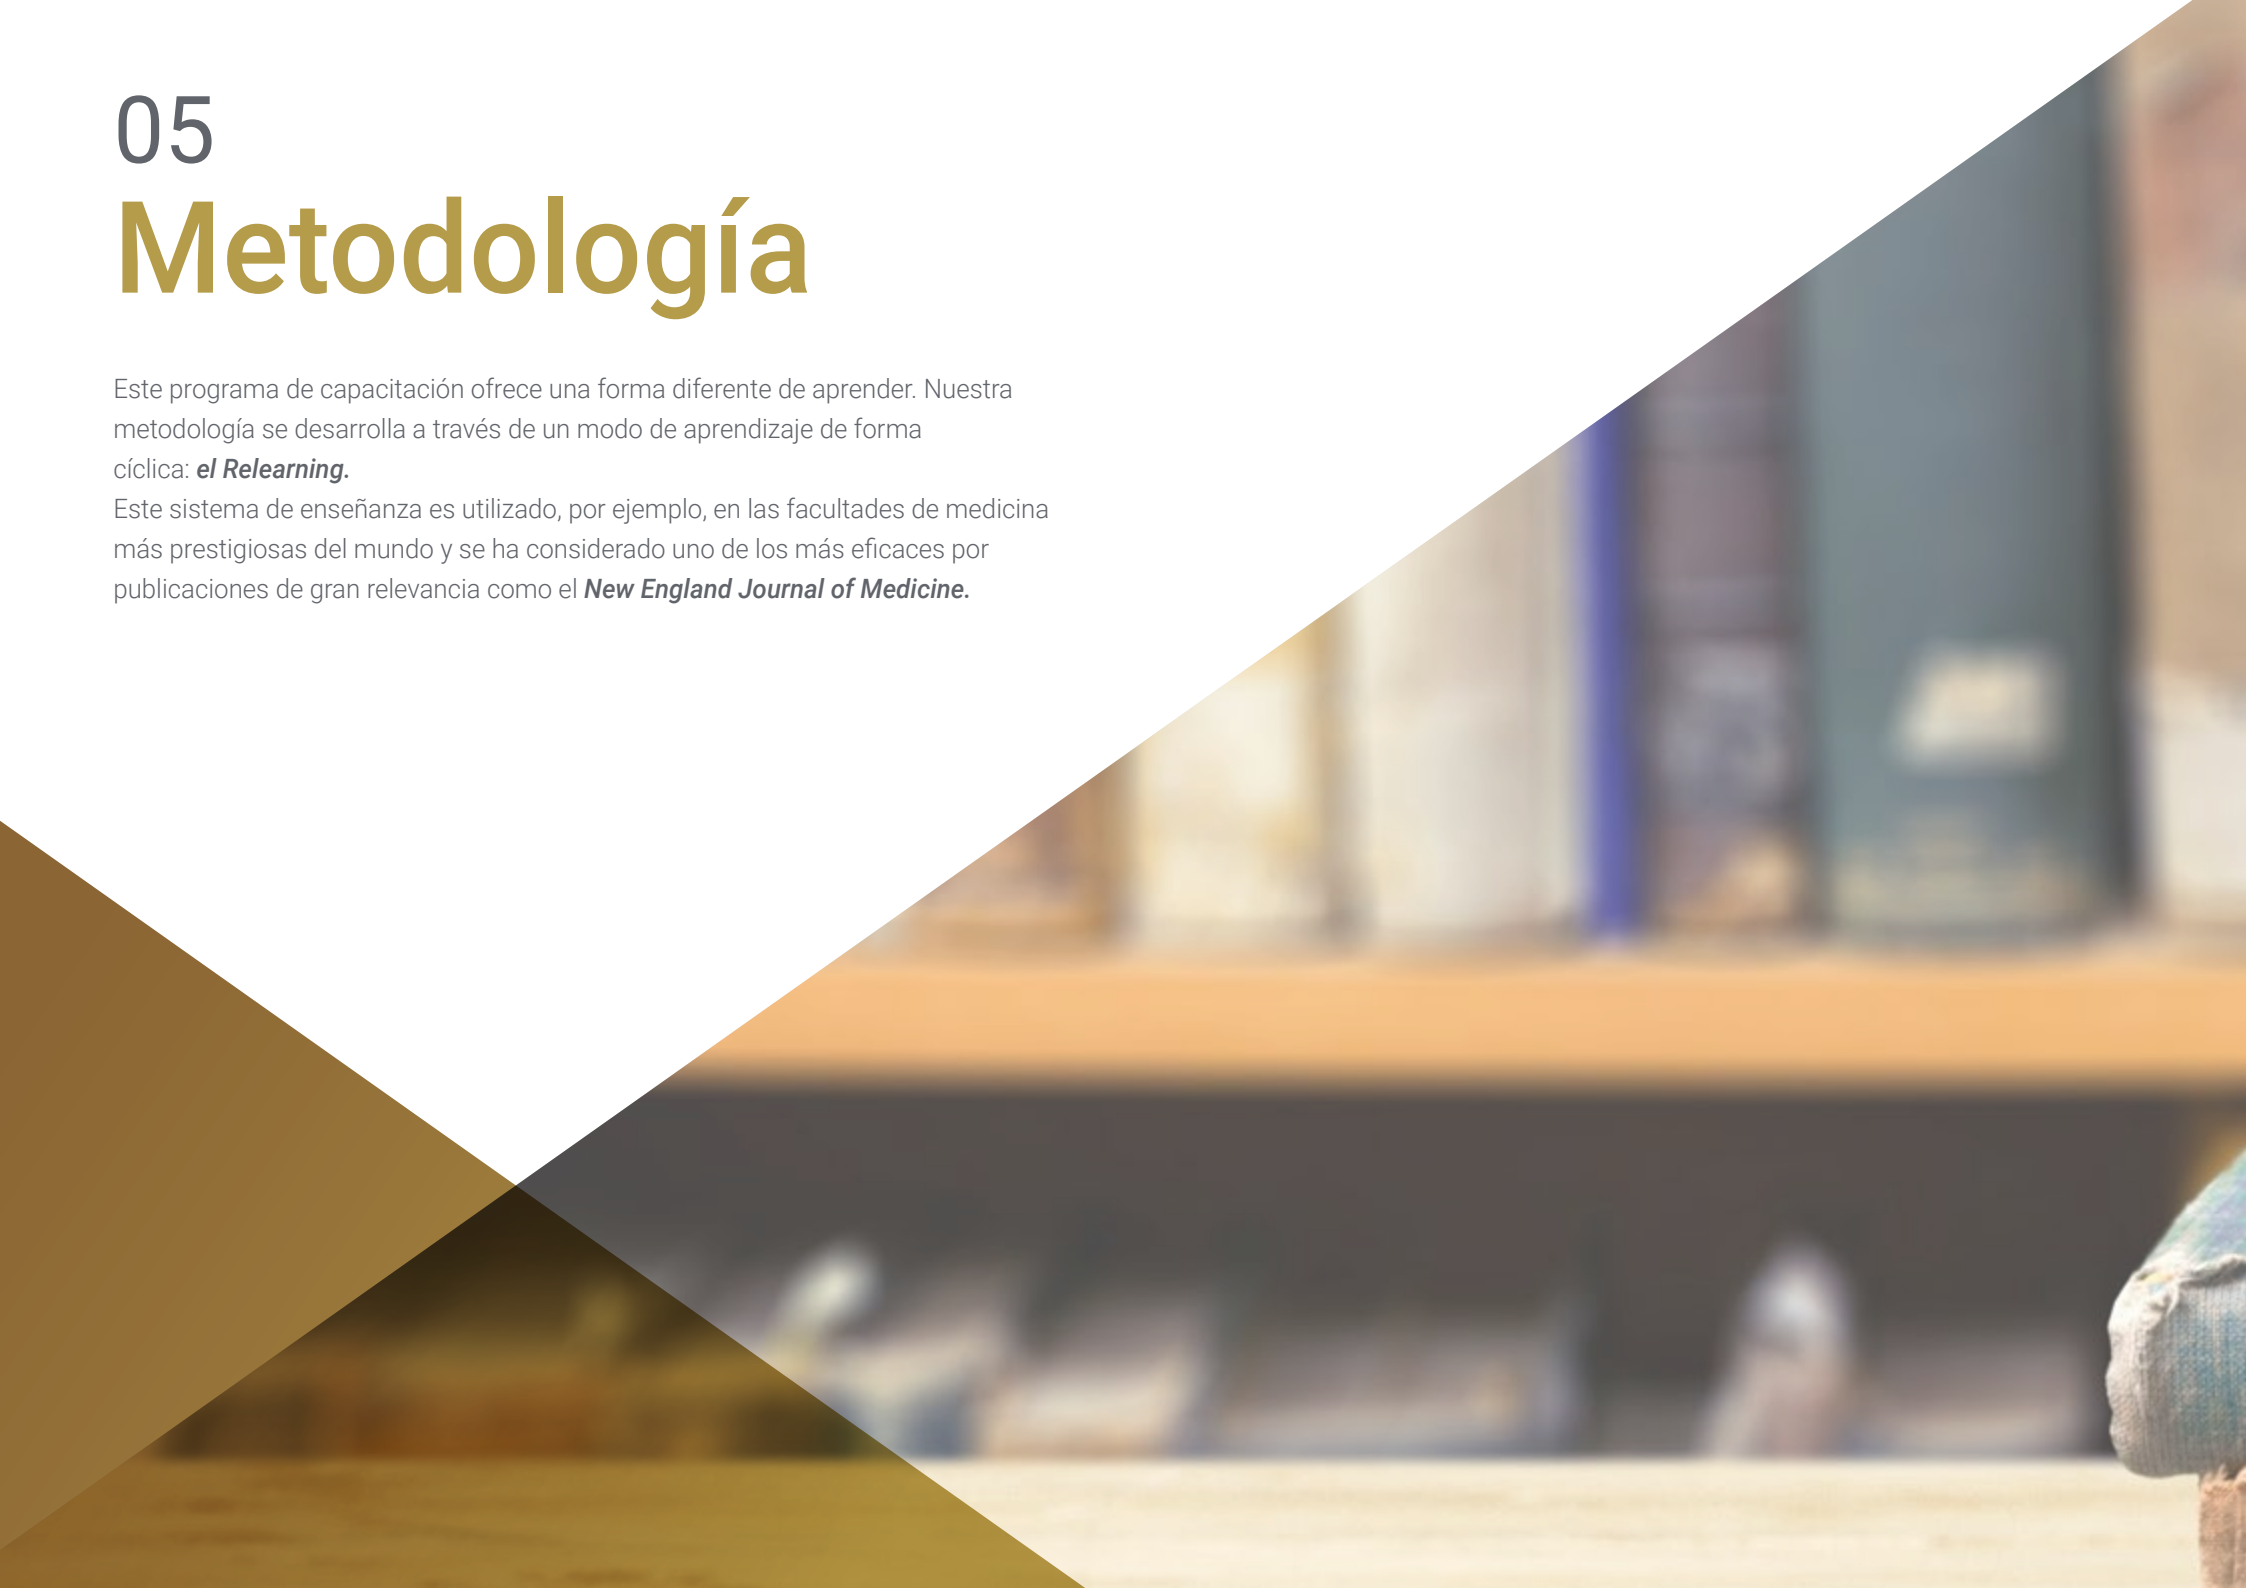 05
Metodología
Este programa de capacitación ofrece una forma diferente de aprender. Nuestra
metodología se desarrolla a través de un modo de aprendizaje de forma
cíclica: el Relearning.
Este sistema de enseñanza es utilizado, por ejemplo, en las facultades de medicina
más prestigiosas del mundo y se ha considerado uno de los más eficaces por
publicaciones de gran relevancia como el New England Journal of Medicine.